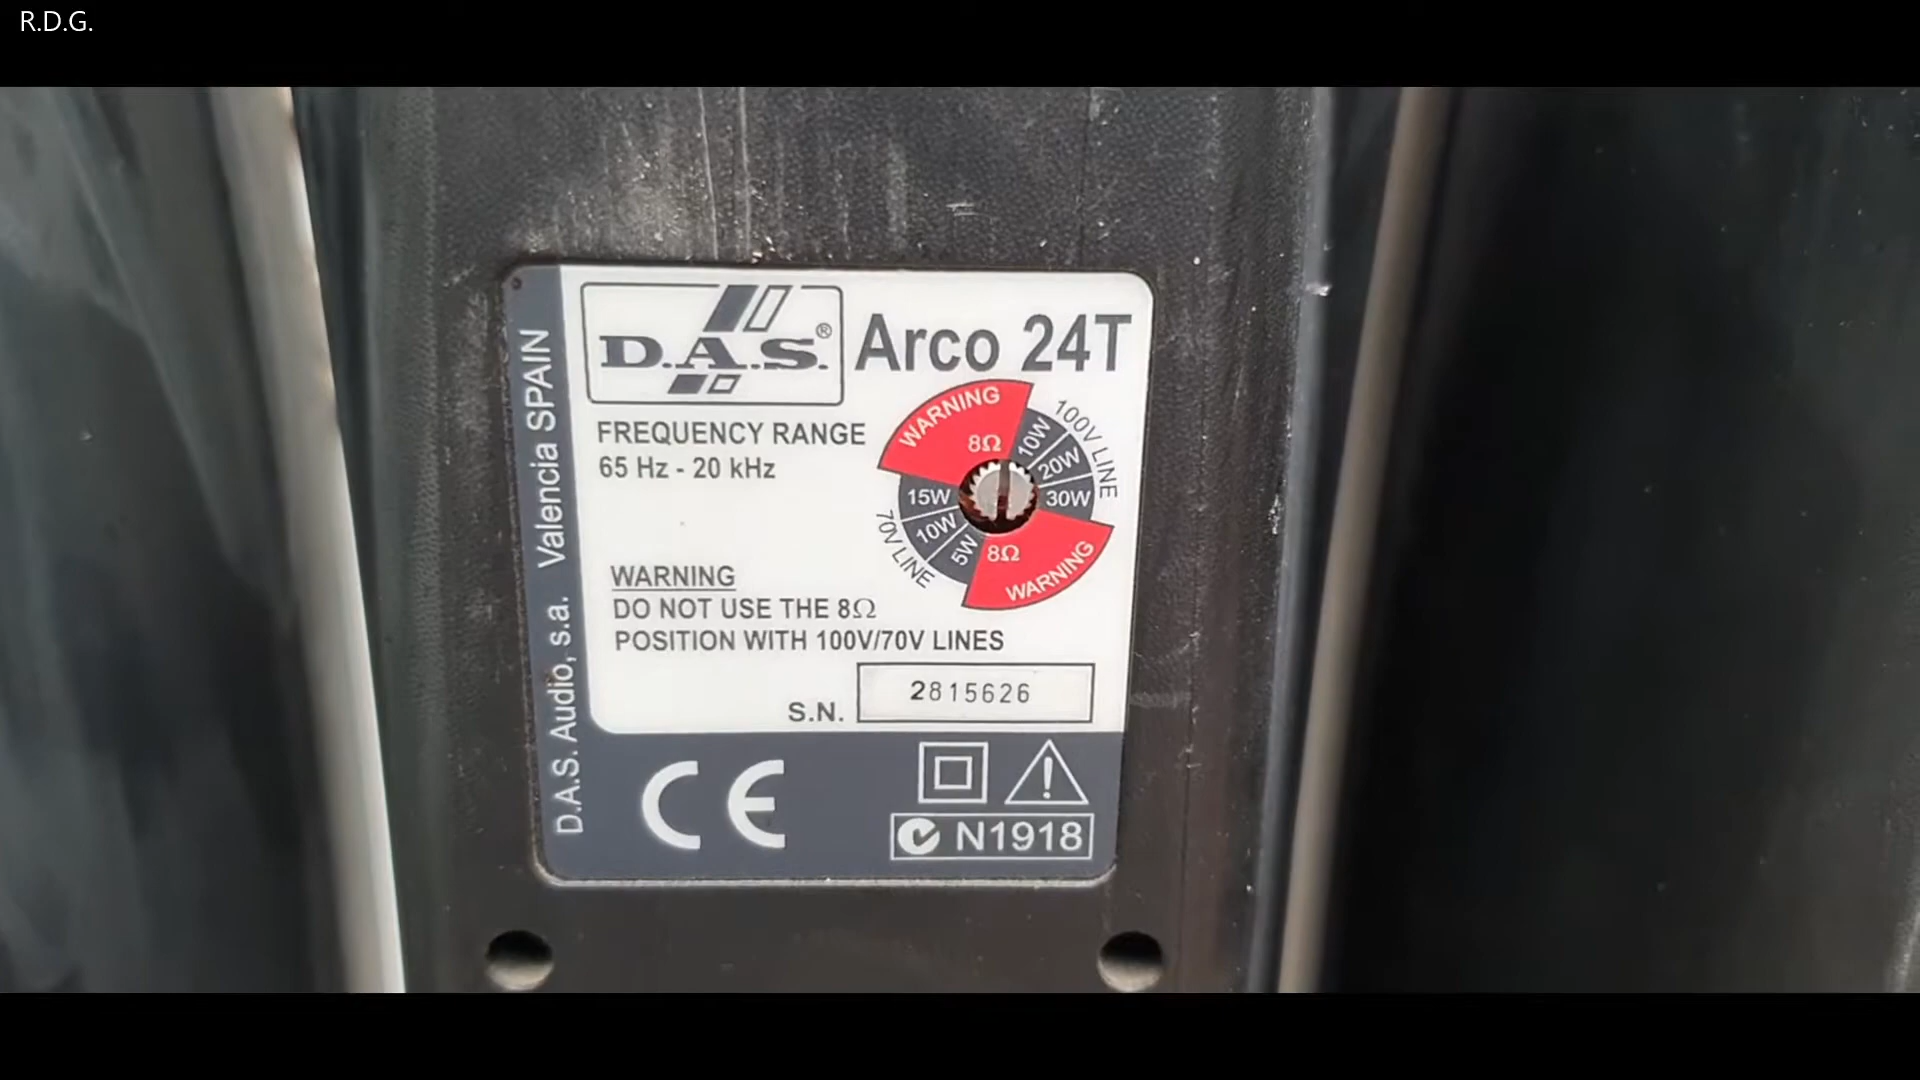 R.D.G.
D.A.S.®
Arco 24T
FREQUENCY RANGE
65 Hz - 20 kHz
WARNING
8Ω
10W
20W
30W
100V LINE
15W
10W
5W
70V LINE
8Ω
WARNING
WARNING
DO NOT USE THE 8Ω
POSITION WITH 100V/70V LINES
S.N. 2815626
D.A.S. Audio, s.a. Valencia SPAIN
CE
N1918